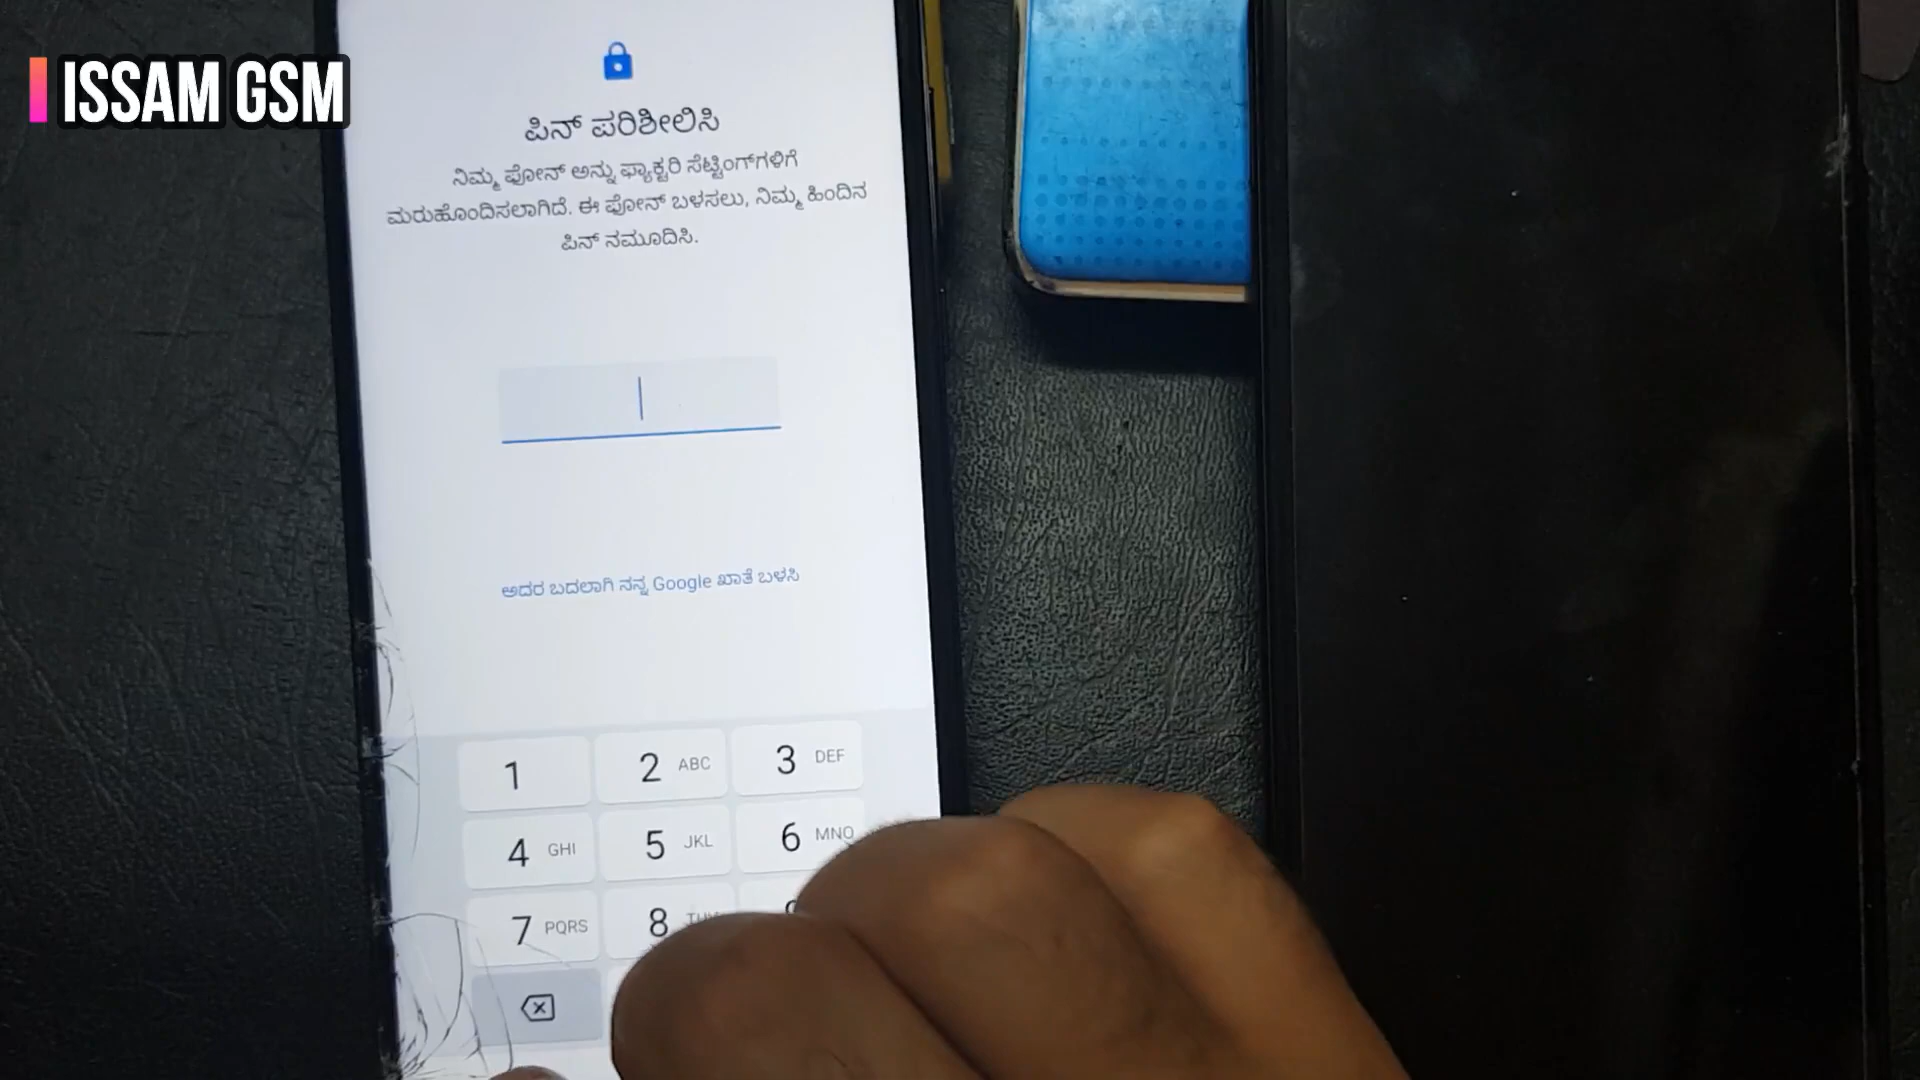 ISSAM GSM
ಪಿನ್ ಪರಿಶೀಲಿಸಿ
ನಿಮ್ಮ ಫೋನ್ ಅನ್ನು ಫ್ಯಾಕ್ಟರಿ ಸೆಟ್ಟಿಂಗ್‌ಗಳಿಗೆ
ಮರುಹೊಂದಿಸಲಾಗಿದೆ. ಈ ಫೋನ್ ಬಳಸಲು, ನಿಮ್ಮ ಹಿಂದಿನ
ಪಿನ್ ನಮೂದಿಸಿ.
ಅದರ ಬದಲಾಗಿ ನನ್ನ Google ಖಾತೆ ಬಳಸಿ
1 2 ABC 3 DEF
4 GHI 5 JKL 6 MNO
7 PQRS 8